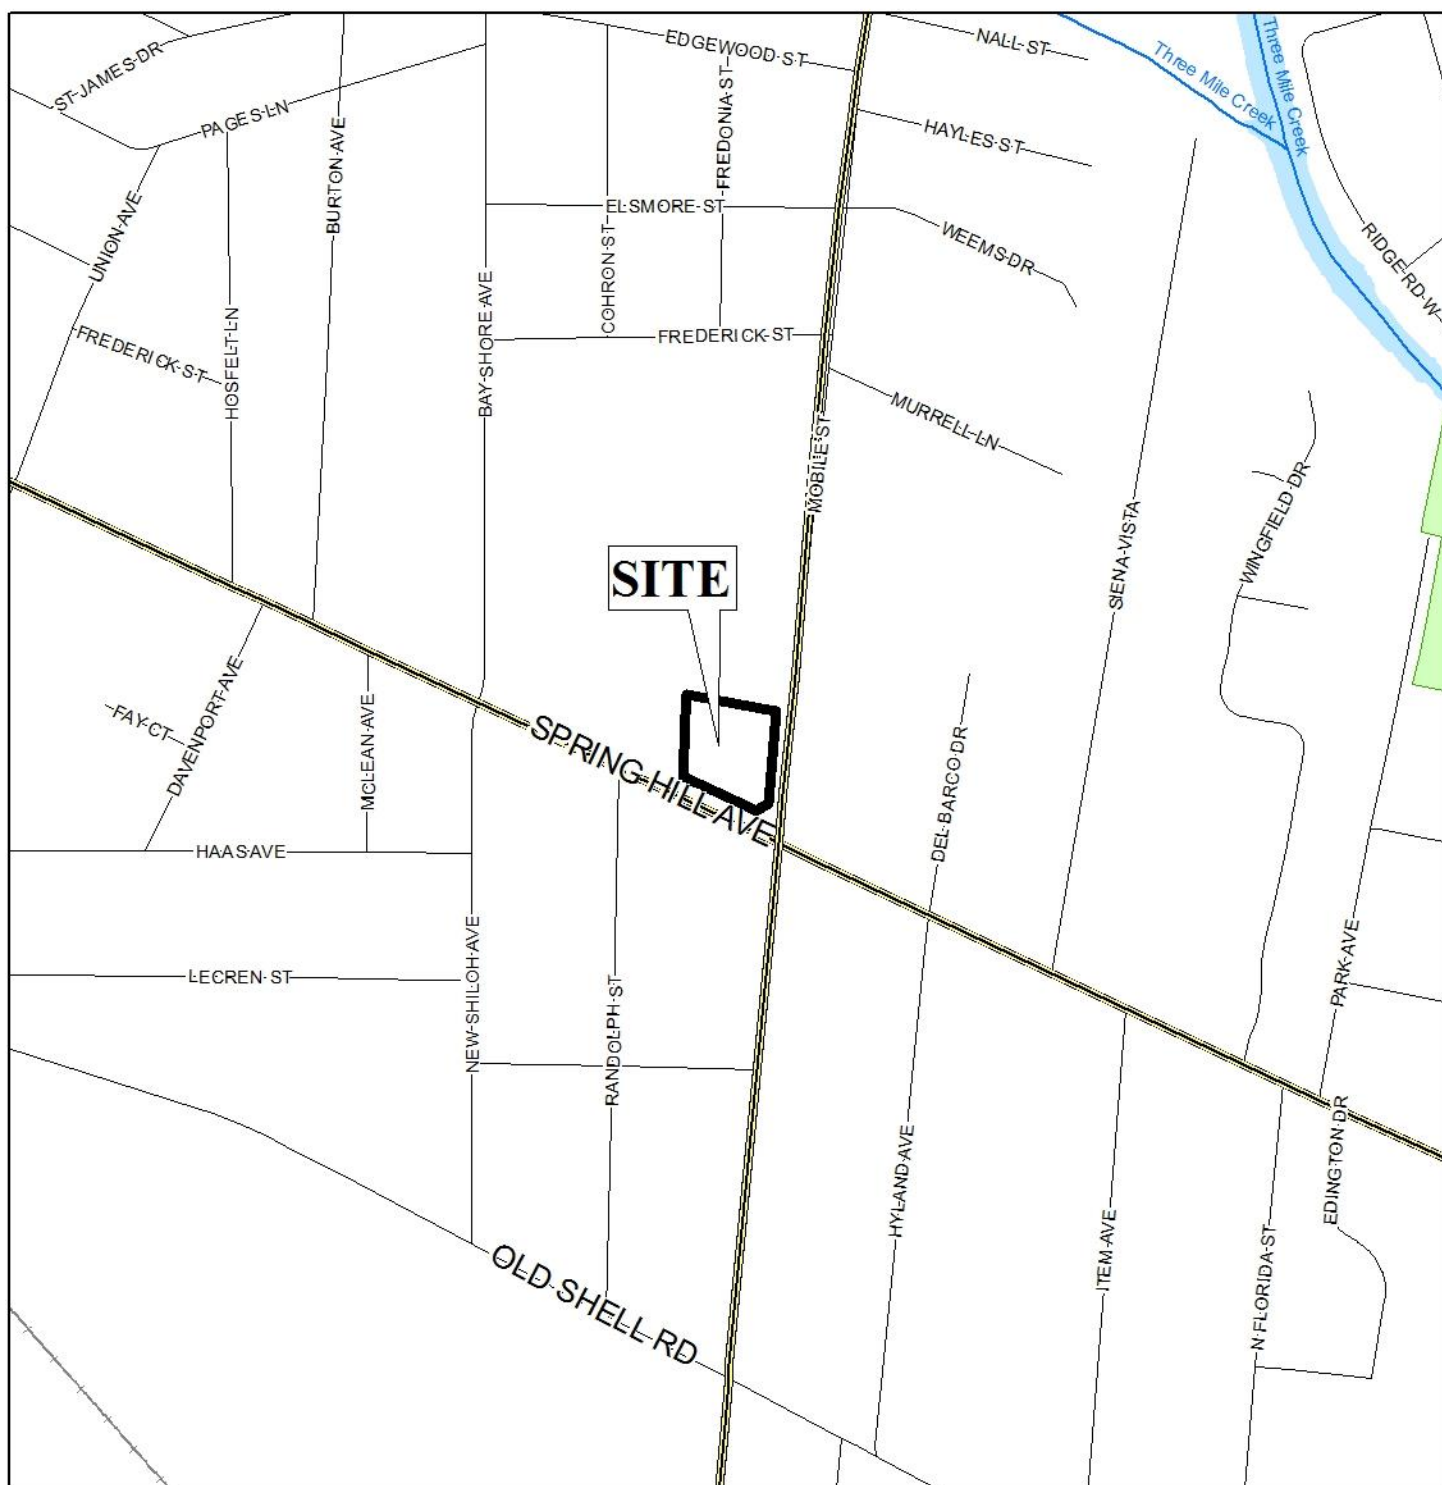 EDGEWOOD ST
NALL ST
Three Mile Creek
Three Mile Creek
ST JAMES DR
PAGES LN
BURTON AVE
FREDONIA ST
HAYLES ST
UNION AVE
ELSMORE ST
COHRON ST
WEEMS DR
RIDGE RD W
HOSFELT LN
BAY SHORE AVE
FREDERICK ST
FREDERICK ST
MURRELL LN
MOBILE ST
SIENA VISTA
WINGFIELD DR
SITE
FAY CT
DAVENPORT AVE
MCLEAN AVE
SPRING HILL AVE
DEL BARCO DR
HAAS AVE
LECREN ST
NEW SHILOH AVE
RANDOLPH ST
PARK AVE
HYLAND AVE
EDINGTON DR
ITEM AVE
N FLORIDA ST
OLD SHELL RD